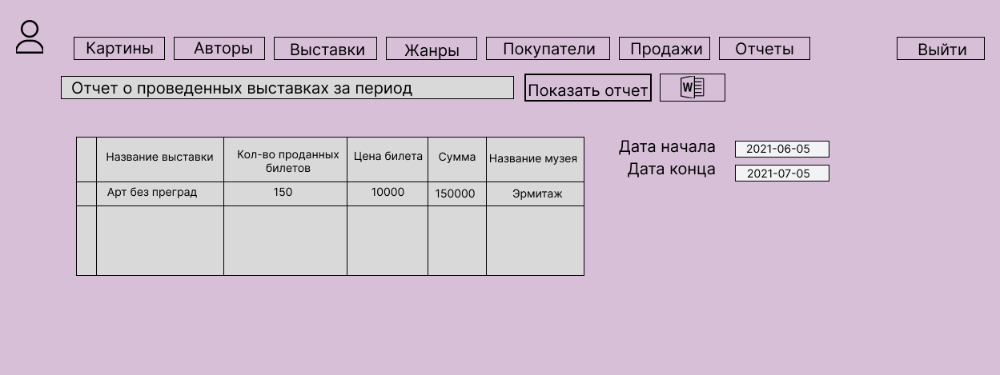 Картины Авторы Выставки Жанры Покупатели Продажи Отчеты Выйти
Отчет о проведенных выставках за период Показать отчет W
Название выставки Кол-во проданных билетов Цена билета Сумма Название музея
Арт без преград 150 10000 150000 Эрмитаж
Дата начала 2021-06-05
Дата конца 2021-07-05